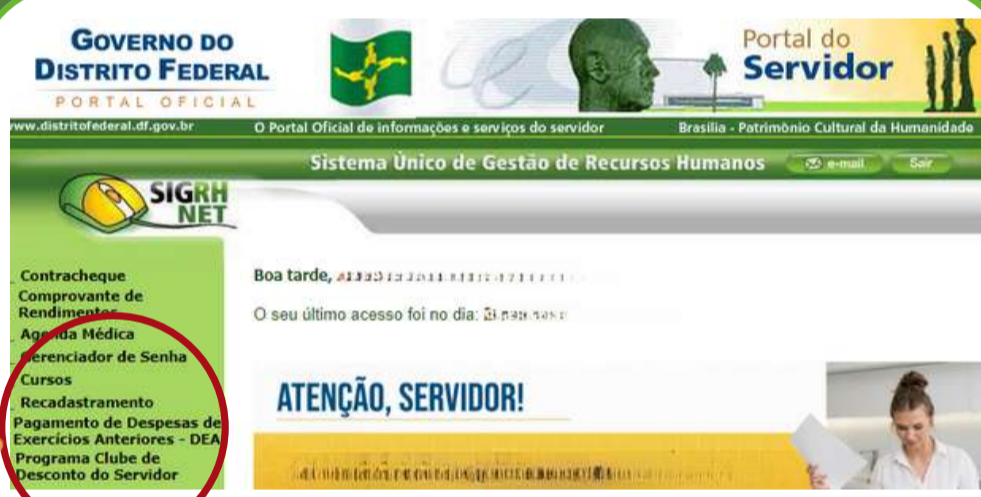 GOVERNO DO
DISTRITO FEDERAL
PORTAL OFICIAL
Portal do
Servidor
www.distritofederal.df.gov.br
O Portal Oficial de informações e serviços do servidor
Brasília - Patrimônio Cultural da Humanidade
Sistema Único de Gestão de Recursos Humanos
e-mail
Sair
SIGRH
NET
Contracheque
Comprovante de
Rendimentos
Agenda Médica
Gerenciador de Senha
Cursos
Recadastramento
Pagamento de Despesas de
Exercícios Anteriores - DEA
Programa Clube de
Desconto do Servidor
Boa tarde,
O seu último acesso foi no dia:
ATENÇÃO, SERVIDOR!